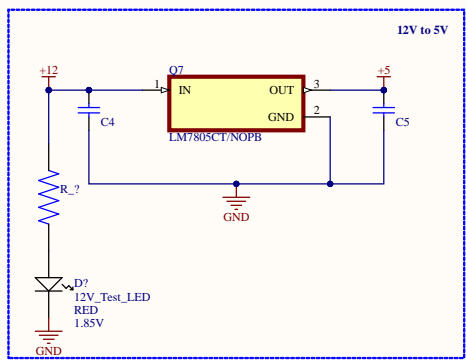 12V to 5V
+12
Q7
+5
1
IN
OUT
3
GND
2
C4
C5
LM7805CT/NOPB
R_?
GND
D?
12V_Test_LED
RED
1.85V
GND